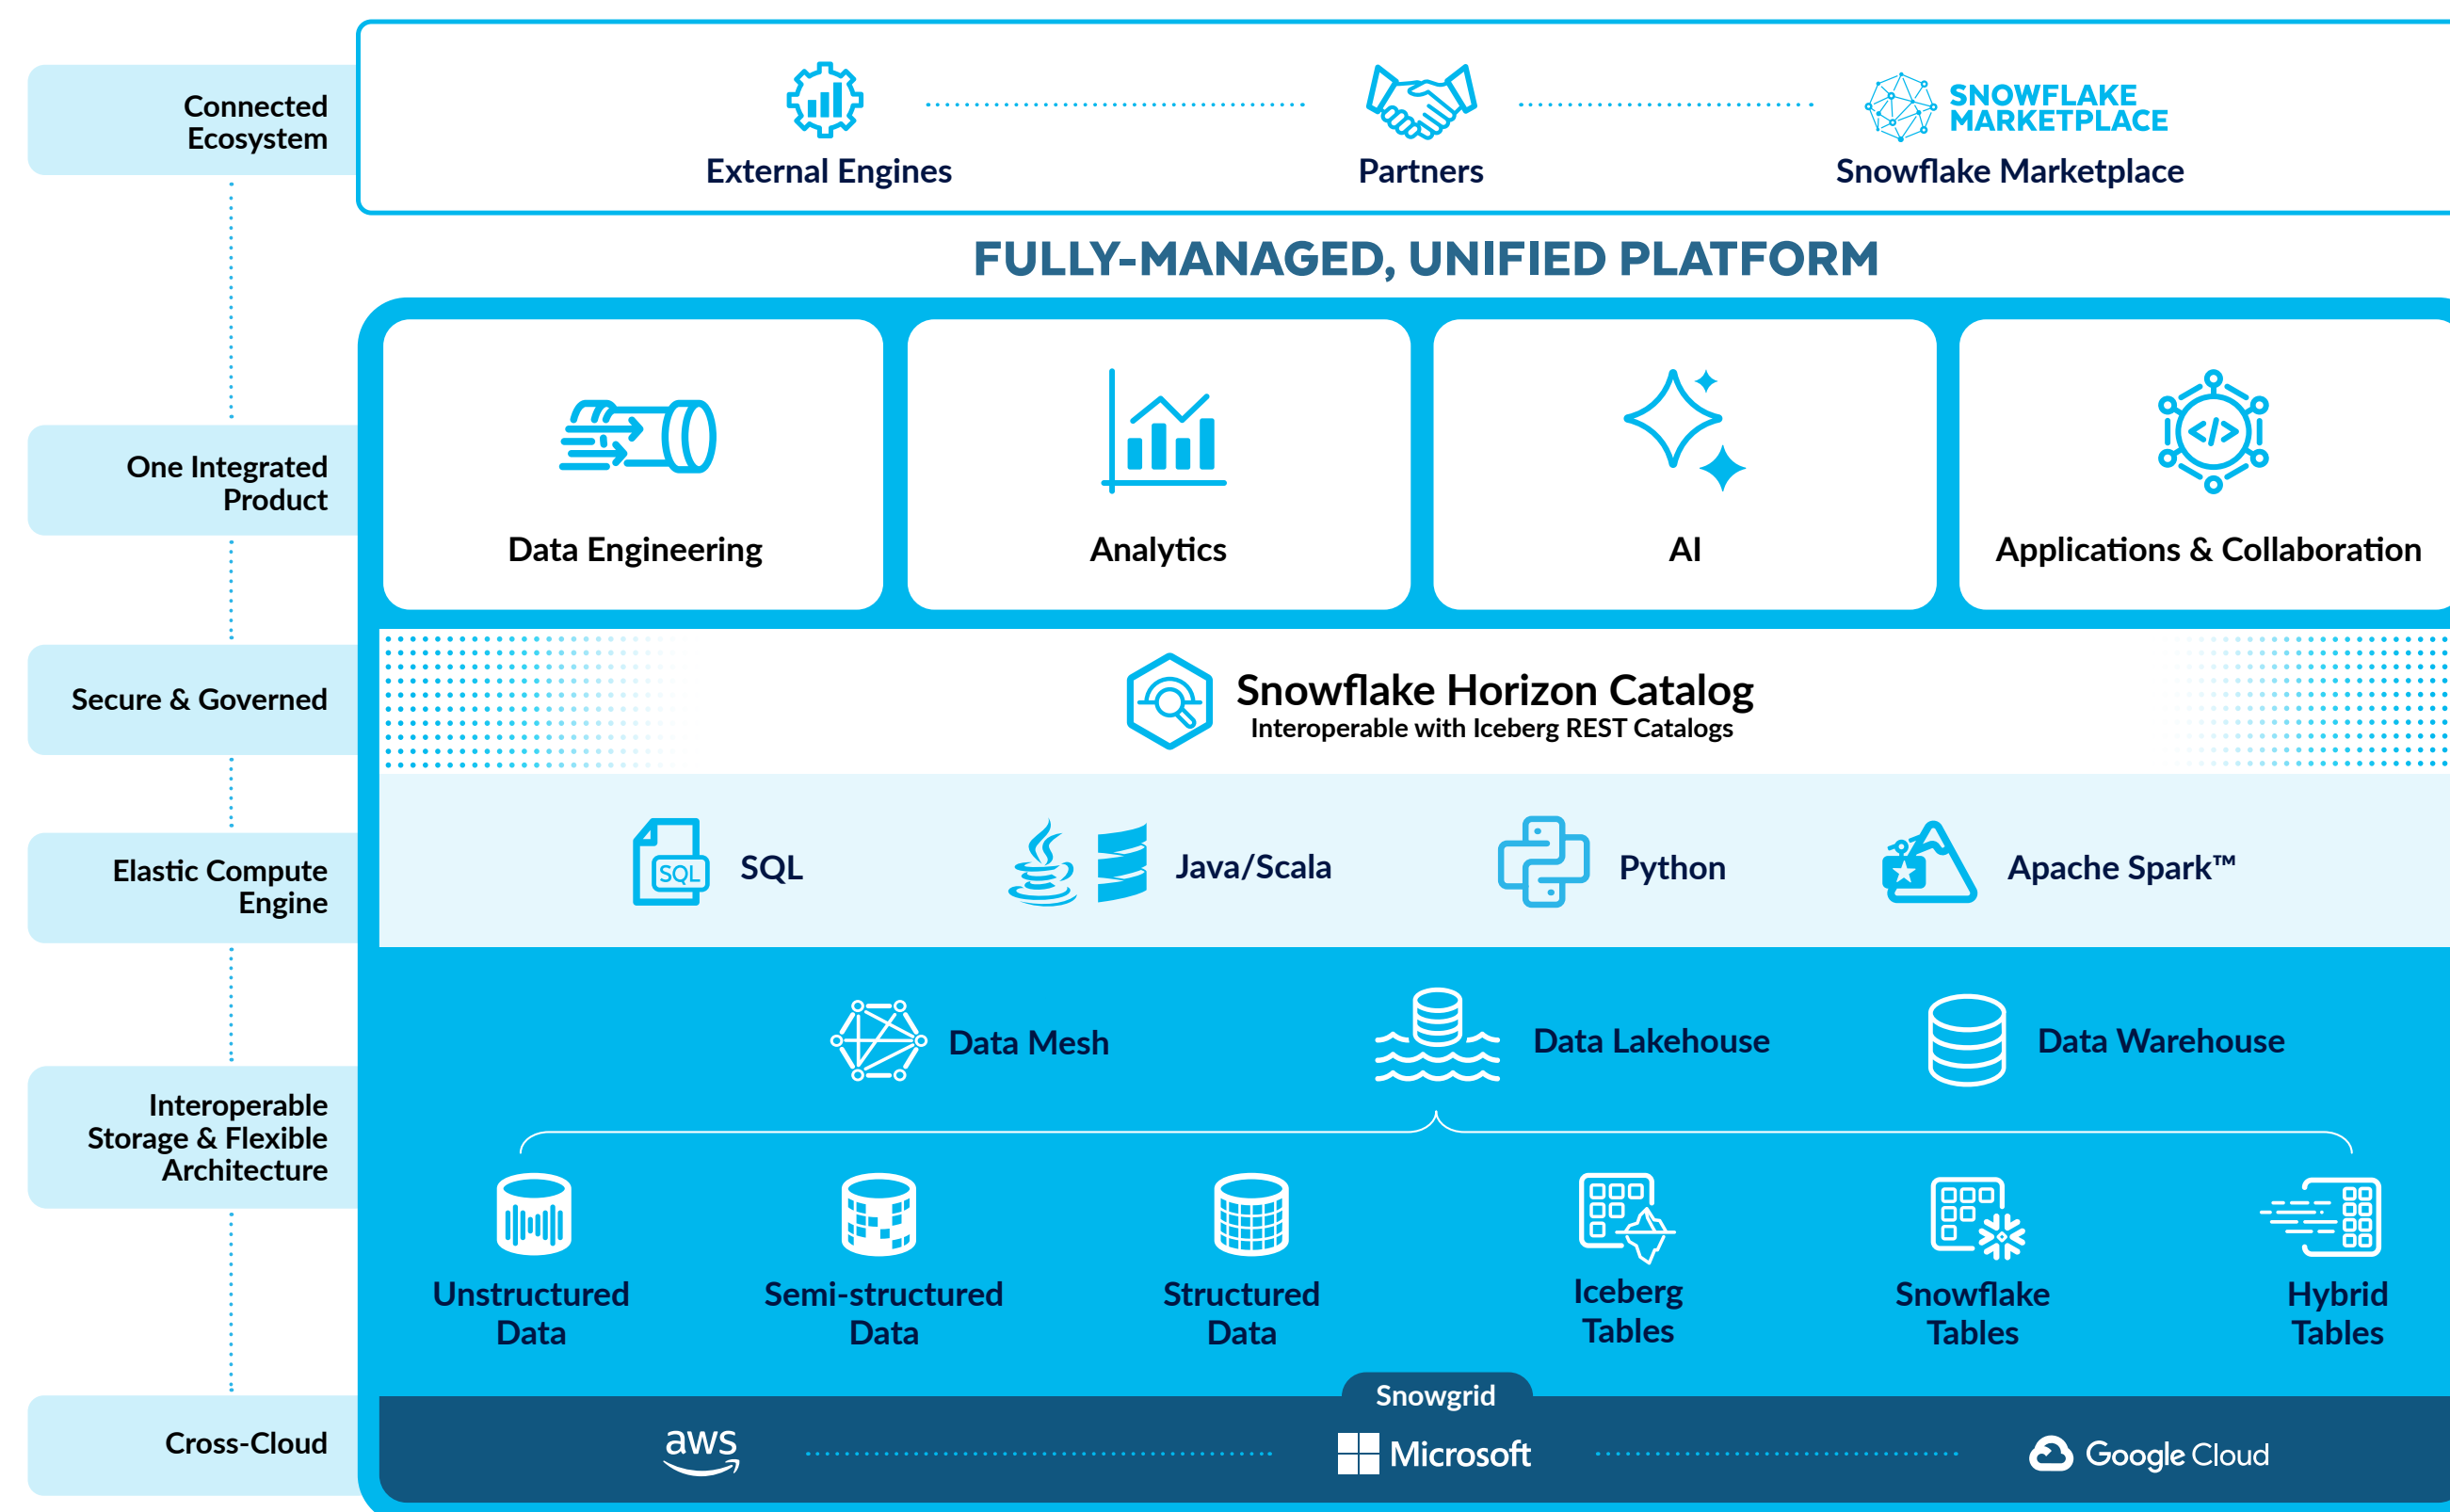 Connected
Ecosystem
External Engines
Partners
SNOWFLAKE
MARKETPLACE
Snowflake Marketplace
FULLY-MANAGED, UNIFIED PLATFORM
One Integrated
Product
Data Engineering
Analytics
AI
Applications & Collaboration
Secure & Governed
Snowflake Horizon Catalog
Interoperable with Iceberg REST Catalogs
Elastic Compute
Engine
SQL
SQL
Java/Scala
Python
Apache Spark™
Interoperable
Storage & Flexible
Architecture
Data Mesh
Data Lakehouse
Data Warehouse
Unstructured
Data
Semi-structured
Data
Structured
Data
Iceberg
Tables
Snowflake
Tables
Hybrid
Tables
Cross-Cloud
Snowgrid
aws
Microsoft
Google Cloud